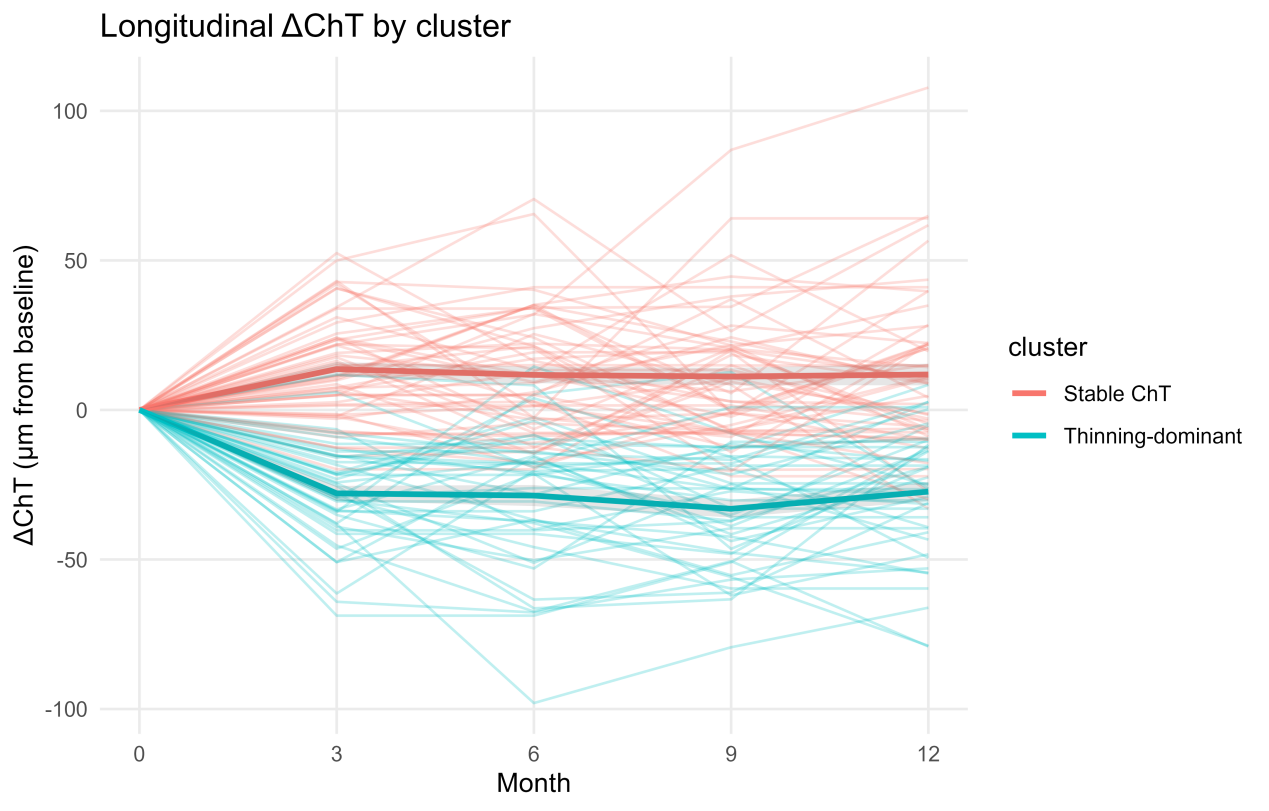 Longitudinal ΔChT by cluster
ΔChT (μm from baseline)
100
50
0
-50
-100
0
3
6
9
12
Month
cluster
Stable ChT
Thinning-dominant